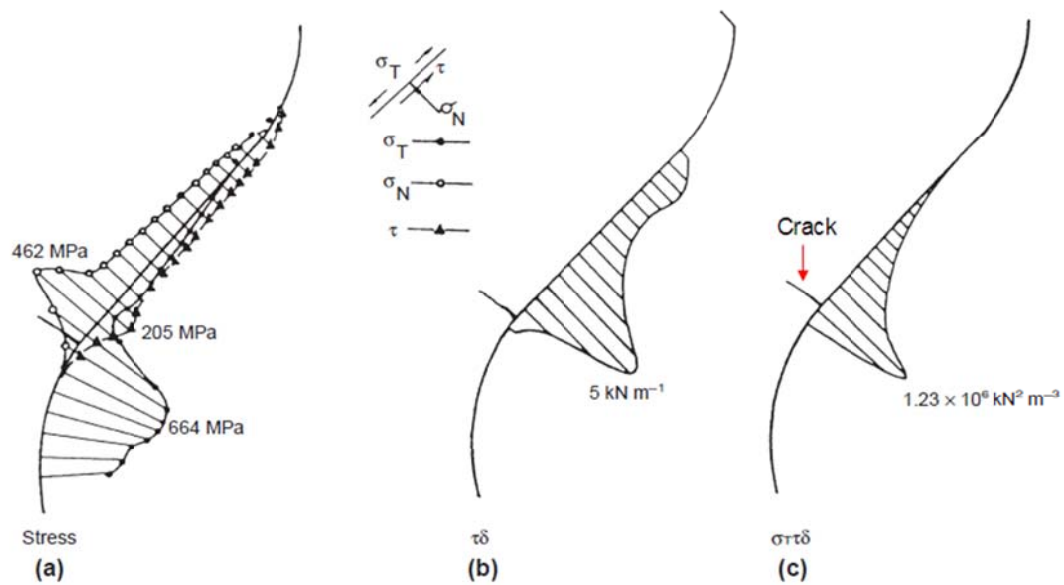 σT
τ
σN
σT
σN
τ
462 MPa
205 MPa
664 MPa
Crack
5 kN m⁻¹
1.23 × 10⁶ kN² m⁻³
Stress
τδ
σTτδ
(a)
(b)
(c)